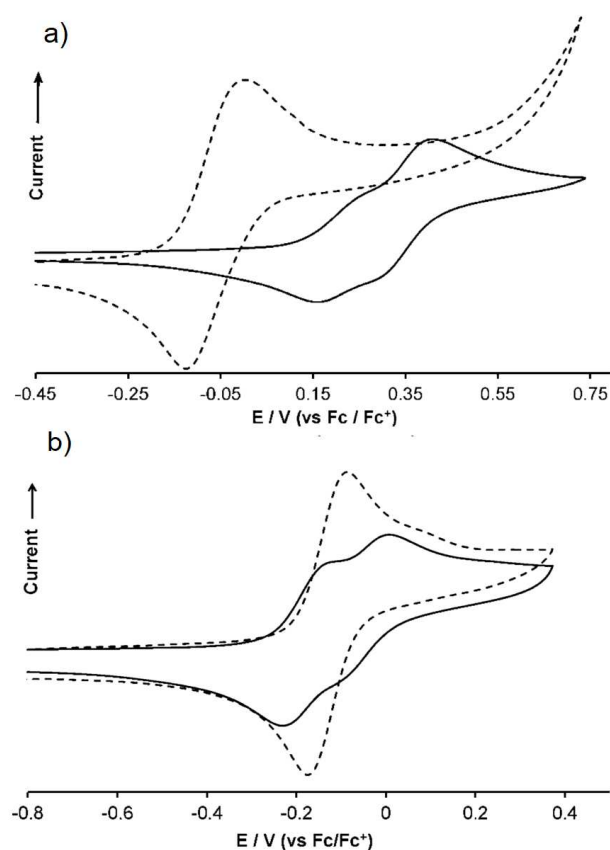 a)
Current
-0.45 -0.25 -0.05 0.15 0.35 0.55 0.75
E / V (vs Fc / Fc⁺)
b)
Current
-0.8 -0.6 -0.4 -0.2 0 0.2 0.4
E / V (vs Fc/Fc⁺)